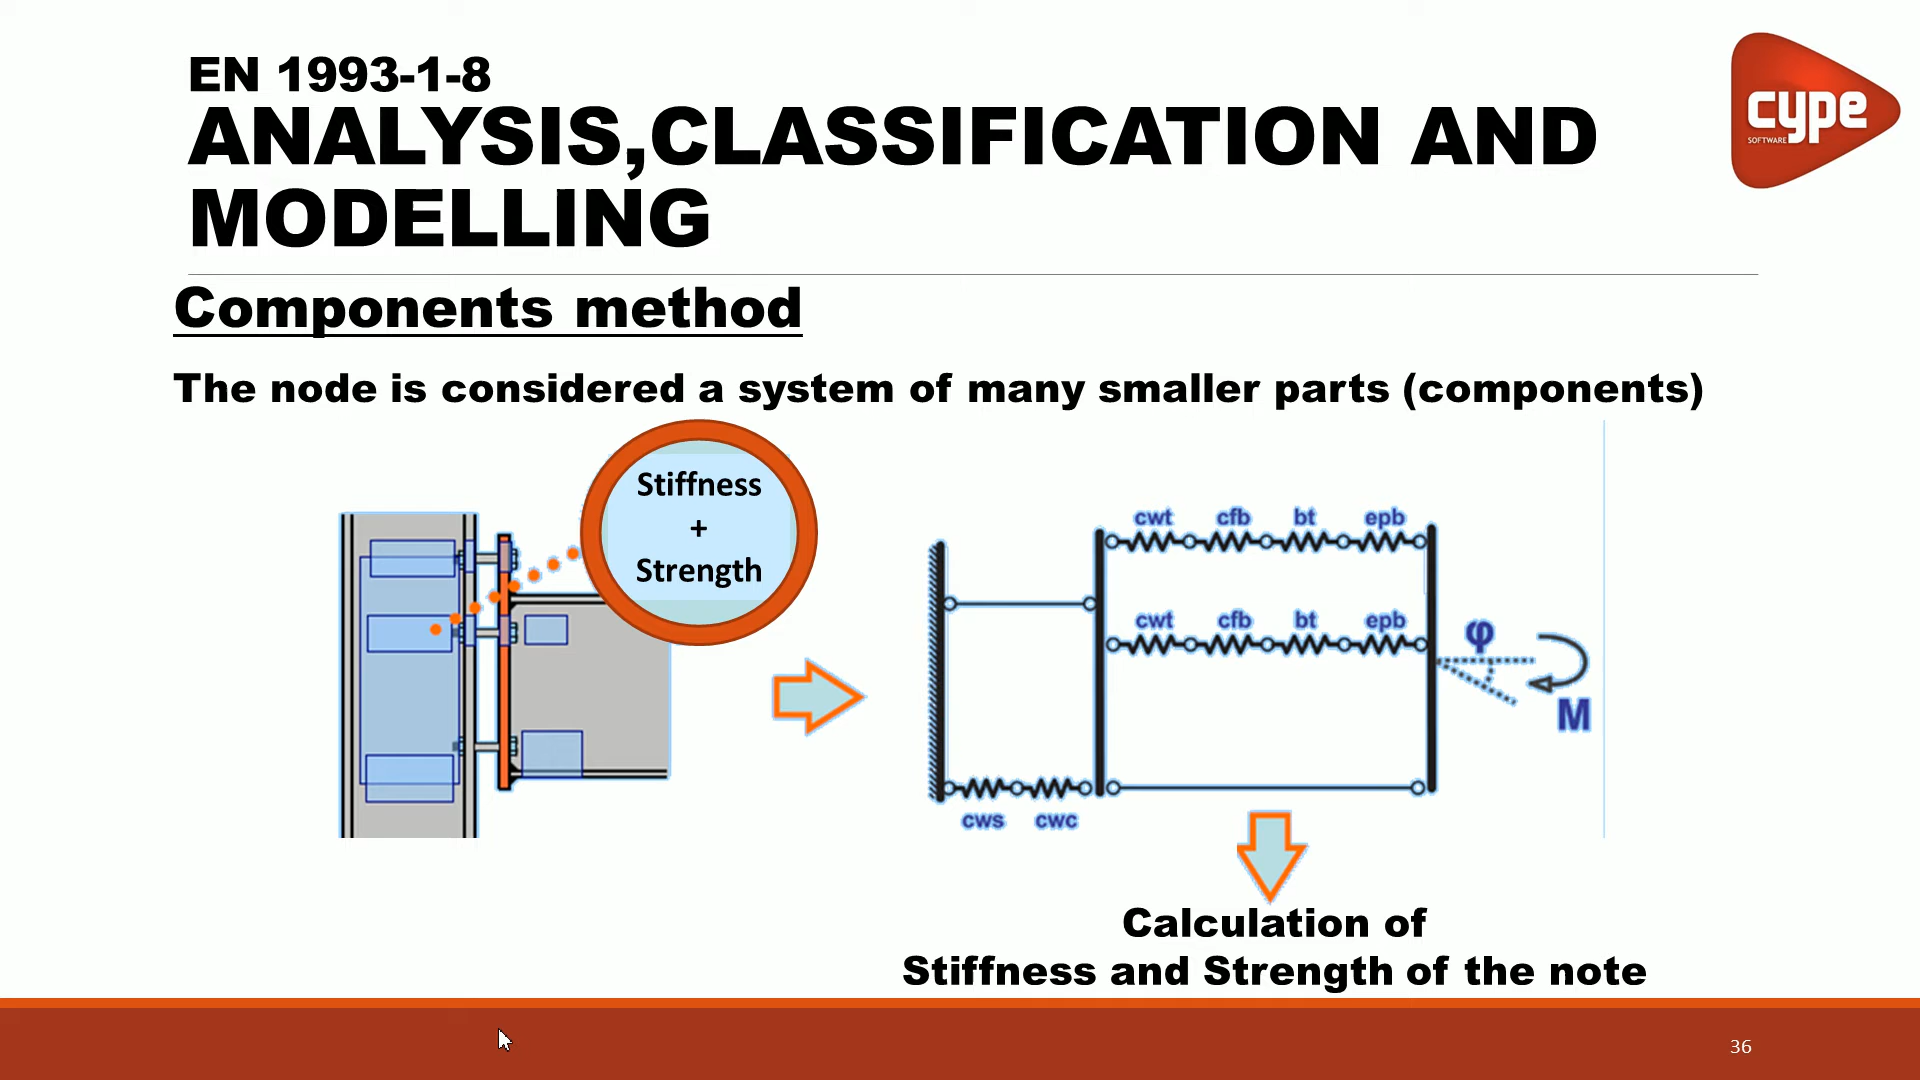 EN 1993-1-8
ANALYSIS,CLASSIFICATION AND
MODELLING
cype
SOFTWARE
Components method
The node is considered a system of many smaller parts (components)
Stiffness
+
Strength
cwt cfb bt epb
cwt cfb bt epb
φ
M
cws cwc
Calculation of
Stiffness and Strength of the note
36